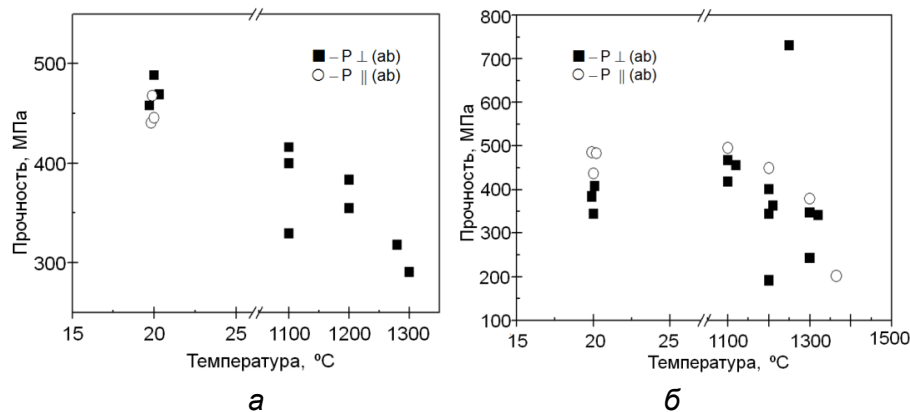 500
400
300
15
20
25
1100
1200
1300
Прочность, МПа
Температура, ºC
■ – P ⊥ (ab)
○ – P ∥ (ab)
а
800
700
600
500
400
300
200
100
15
20
25
1100
1300
1500
Прочность, МПа
Температура, ºC
■ – P ⊥ (ab)
○ – P ∥ (ab)
б